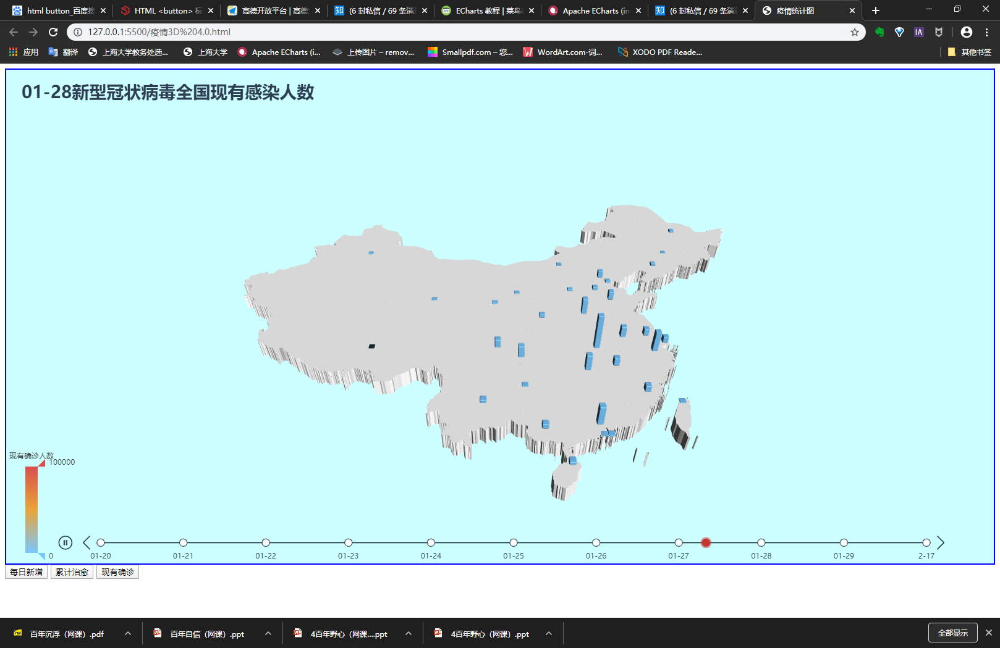 html button_百度搜
HTML <button> 标
高德开放平台 | 高德
(6 封私信 / 69 条消
ECharts 教程 | 菜鸟
Apache ECharts (in
(6 封私信 / 69 条消
疫情统计图
127.0.0.1:5500/疫情3D%204.0.html
应用
翻译
上海大学教务处选...
上海大学
Apache ECharts (i...
上传图片 – remov...
Smallpdf.com – 您...
WordArt.com-词...
XODO PDF Reade...
其他书签
01-28新型冠状病毒全国现有感染人数
现有确诊人数
100000
0
01-20
01-21
01-22
01-23
01-24
01-25
01-26
01-27
01-28
01-29
2-17
每日新增
累计治愈
现有确诊
百年沉浮（网课）.pdf
百年自信（网课）.ppt
4百年野心（网课....ppt
4百年野心（网课）.ppt
全部显示